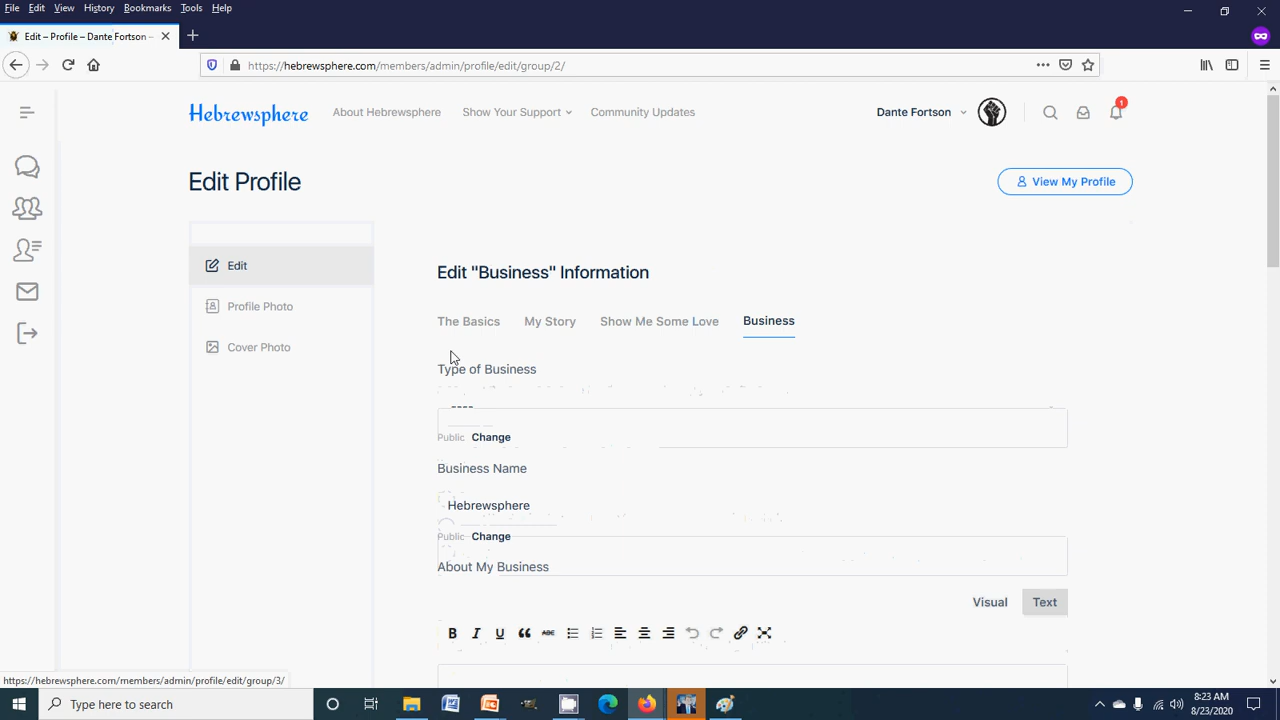 File Edit View History Bookmarks Tools Help
Edit – Profile – Dante Fortson –
https://hebrewsphere.com/members/admin/profile/edit/group/2/
Hebrewsphere About Hebrewsphere Show Your Support Community Updates Dante Fortson 1
Edit Profile View My Profile
Edit
Profile Photo
Cover Photo
Edit "Business" Information
The Basics My Story Show Me Some Love Business
Type of Business
----
Public Change
Business Name
Hebrewsphere
Public Change
About My Business
Visual Text
B I U ABC
https://hebrewsphere.com/members/admin/profile/edit/group/3/
Type here to search
8:23 AM
8/23/2020